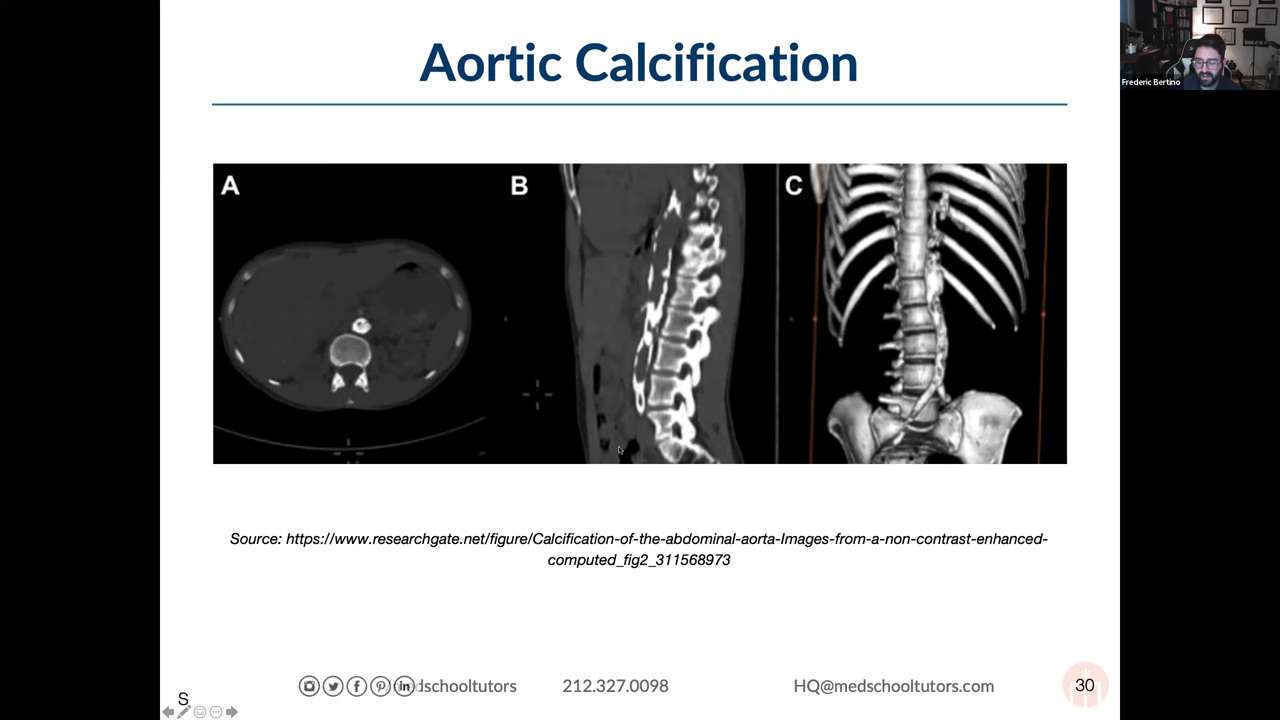 Aortic Calcification
Frederic Bertino
A
B
C
Source: https://www.researchgate.net/figure/Calcification-of-the-abdominal-aorta-Images-from-a-non-contrast-enhanced-
computed_fig2_311568973
medschooltutors 212.327.0098 HQ@medschooltutors.com 30
S